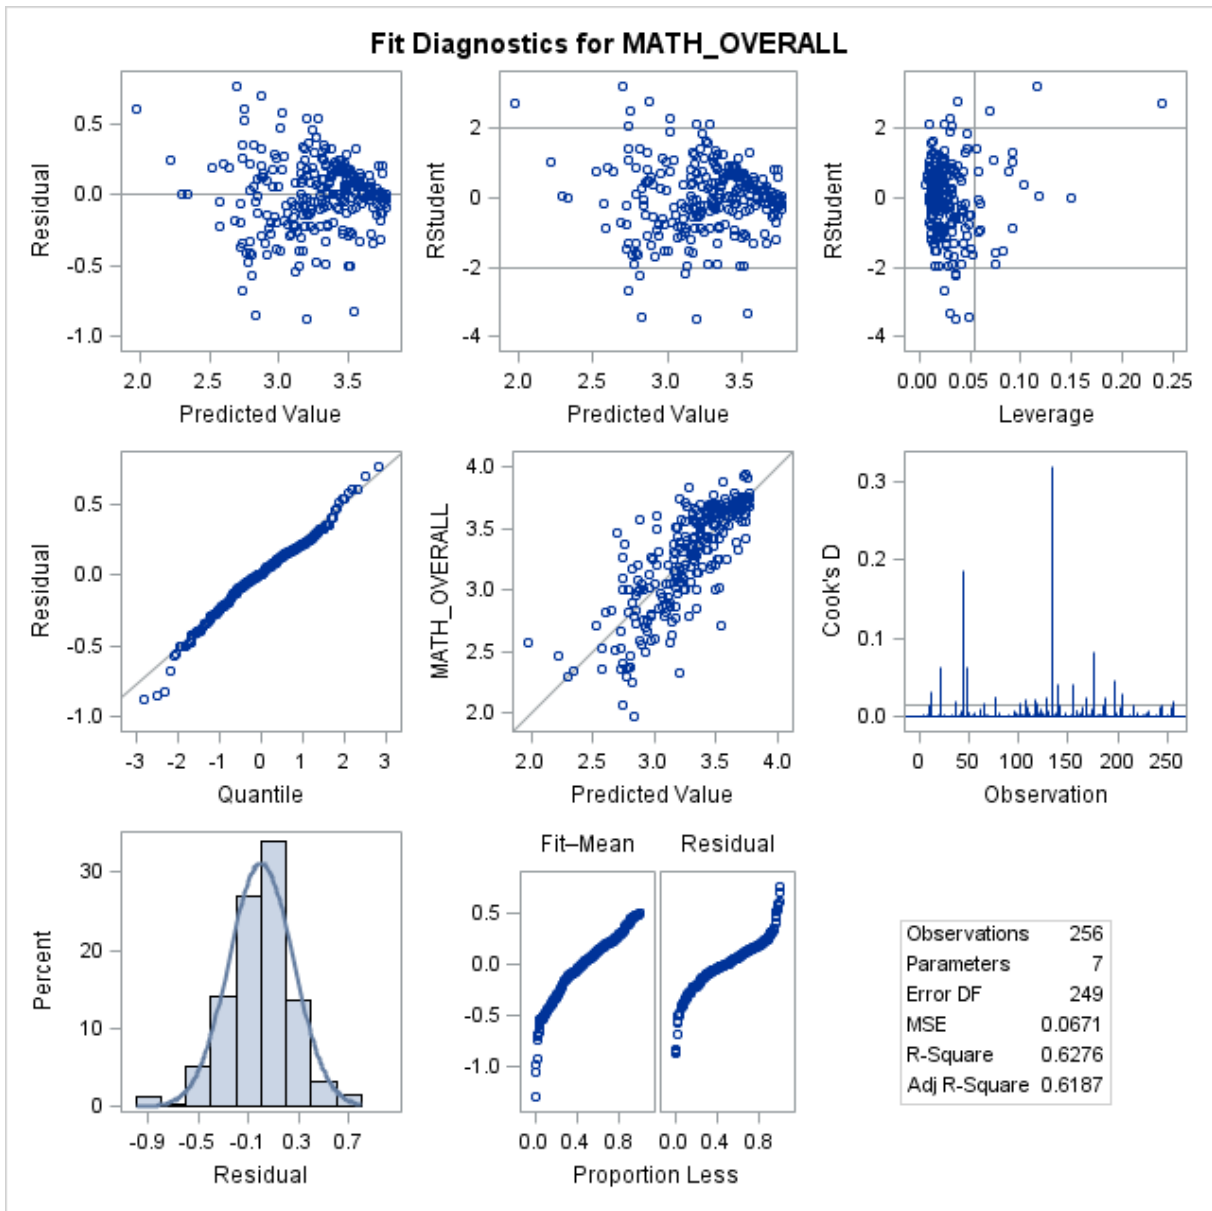 Fit Diagnostics for MATH_OVERALL
Residual
0.5
0.0
-0.5
-1.0
2.0 2.5 3.0 3.5
Predicted Value
RStudent
2
0
-2
-4
2.0 2.5 3.0 3.5
Predicted Value
RStudent
2
0
-2
-4
0.00 0.05 0.10 0.15 0.20 0.25
Leverage
Residual
0.5
0.0
-0.5
-1.0
-3 -2 -1 0 1 2 3
Quantile
MATH_OVERALL
4.0
3.5
3.0
2.5
2.0
2.0 2.5 3.0 3.5 4.0
Predicted Value
Cook's D
0.3
0.2
0.1
0.0
0 50 100 150 200 250
Observation
Percent
30
20
10
0
-0.9 -0.5 -0.1 0.3 0.7
Residual
Fit–Mean Residual
0.5
0.0
-0.5
-1.0
0.0 0.4 0.8 0.0 0.4 0.8
Proportion Less
Observations 256
Parameters 7
Error DF 249
MSE 0.0671
R-Square 0.6276
Adj R-Square 0.6187